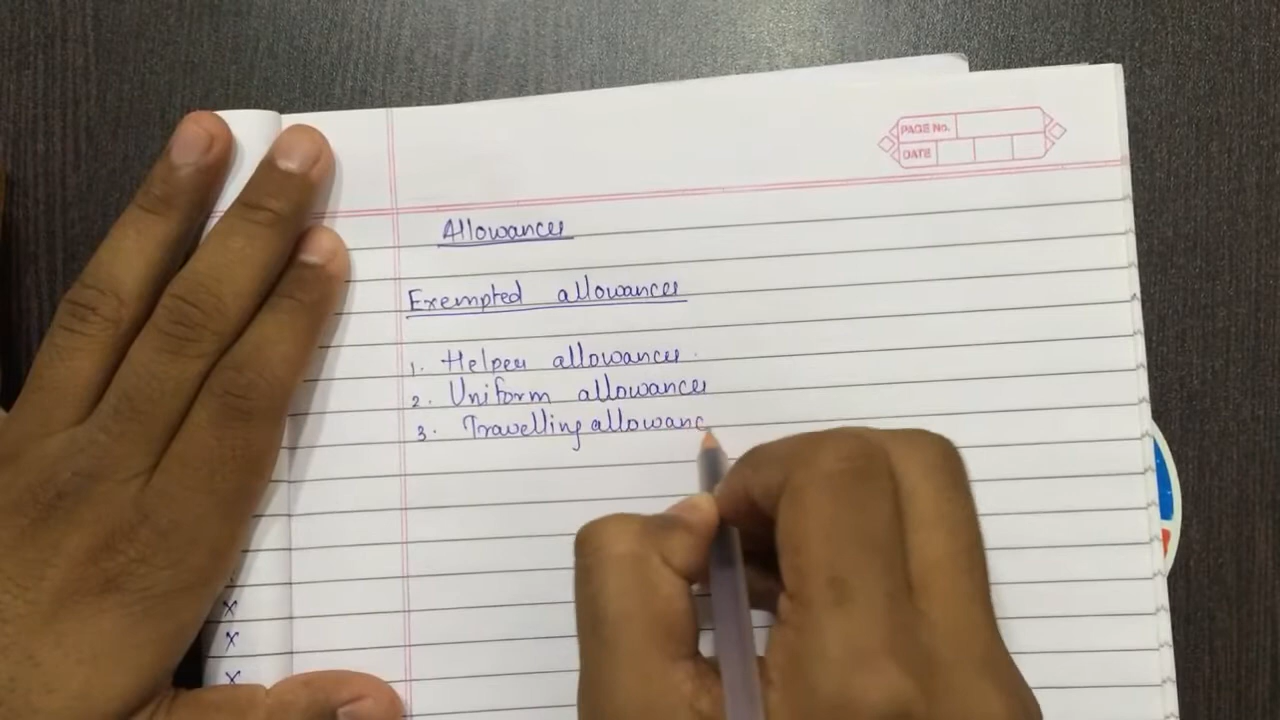 PAGE NO.
DATE
Allowances
Exempted allowances
1. Helper allowances.
2. Uniform allowances
3. Travelling allowanc
x
x
x